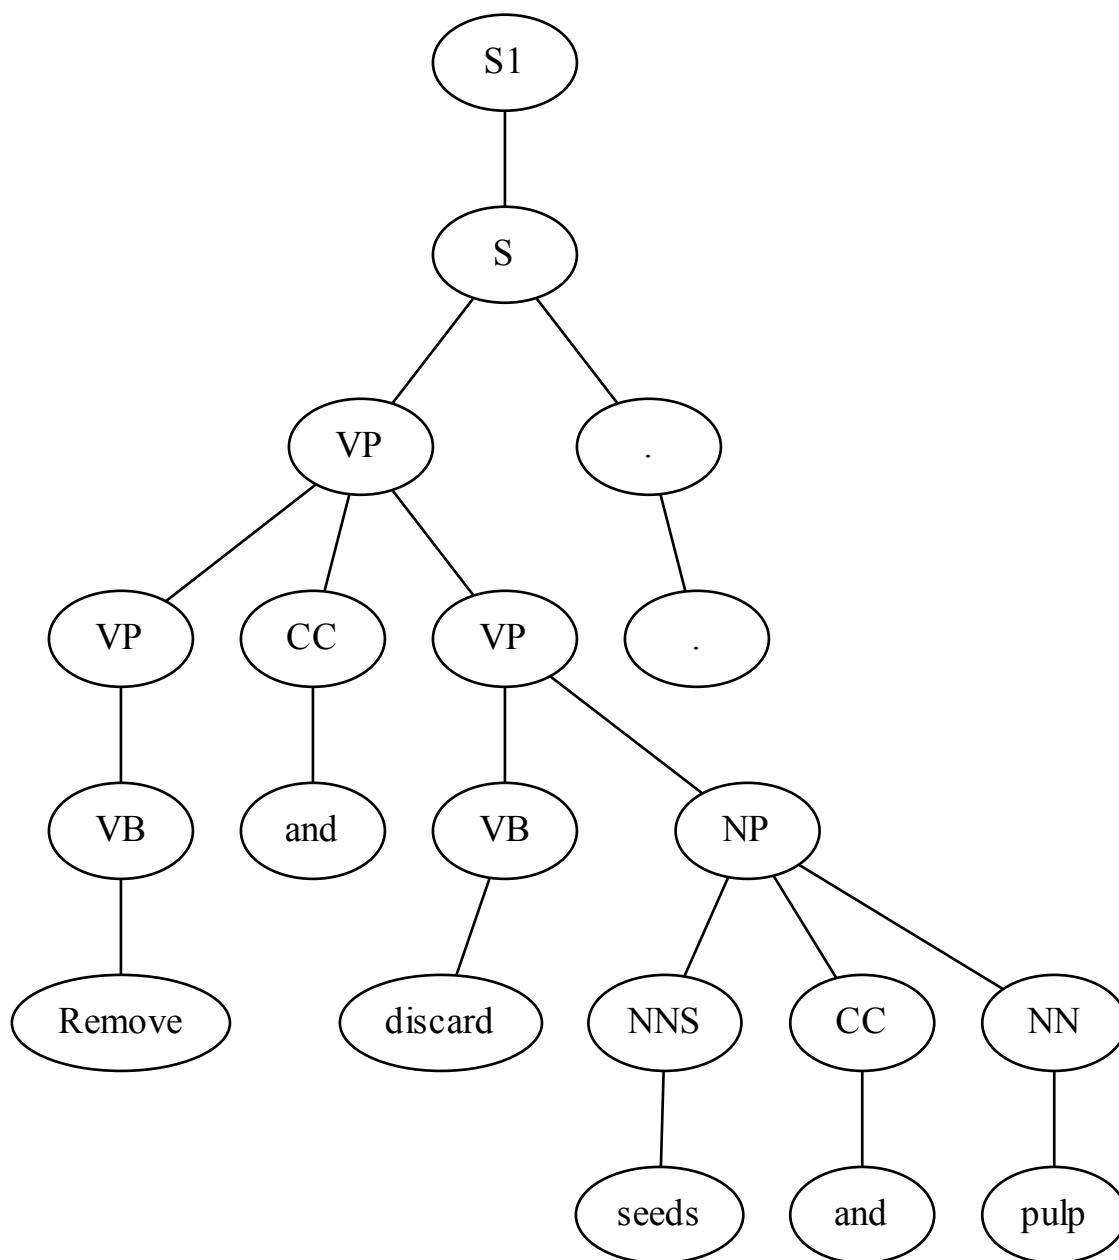 S1
S
VP .
VP CC VP .
VB and VB NP
Remove discard NNS CC NN
seeds and pulp